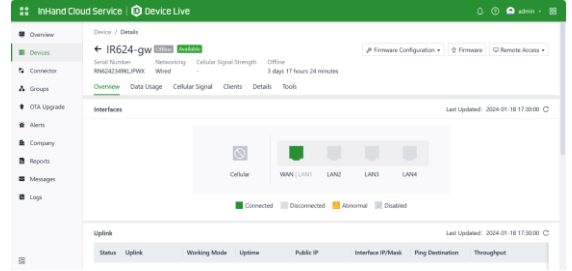 InHand Cloud Service | Device Live
admin
Overview
Devices
Connector
Groups
OTA Upgrade
Alerts
Company
Reports
Messages
Logs
Device / Details
← IR624-gw Offline Available
Firmware Configuration Firmware Remote Access
Serial Number Networking Cellular Signal Strength Offline
RN6242349KLJPWX Wired - 3 days 17 hours 24 minutes
Overview Data Usage Cellular Signal Clients Details Tools
Interfaces Last Updated: 2024-01-18 17:30:00
Cellular WAN | LAN1 LAN2 LAN3 LAN4
Connected Disconnected Abnormal Disabled
Uplink Last Updated: 2024-01-18 17:30:00
Status Uplink Working Mode Uptime Public IP Interface IP/Mask Ping Destination Throughput